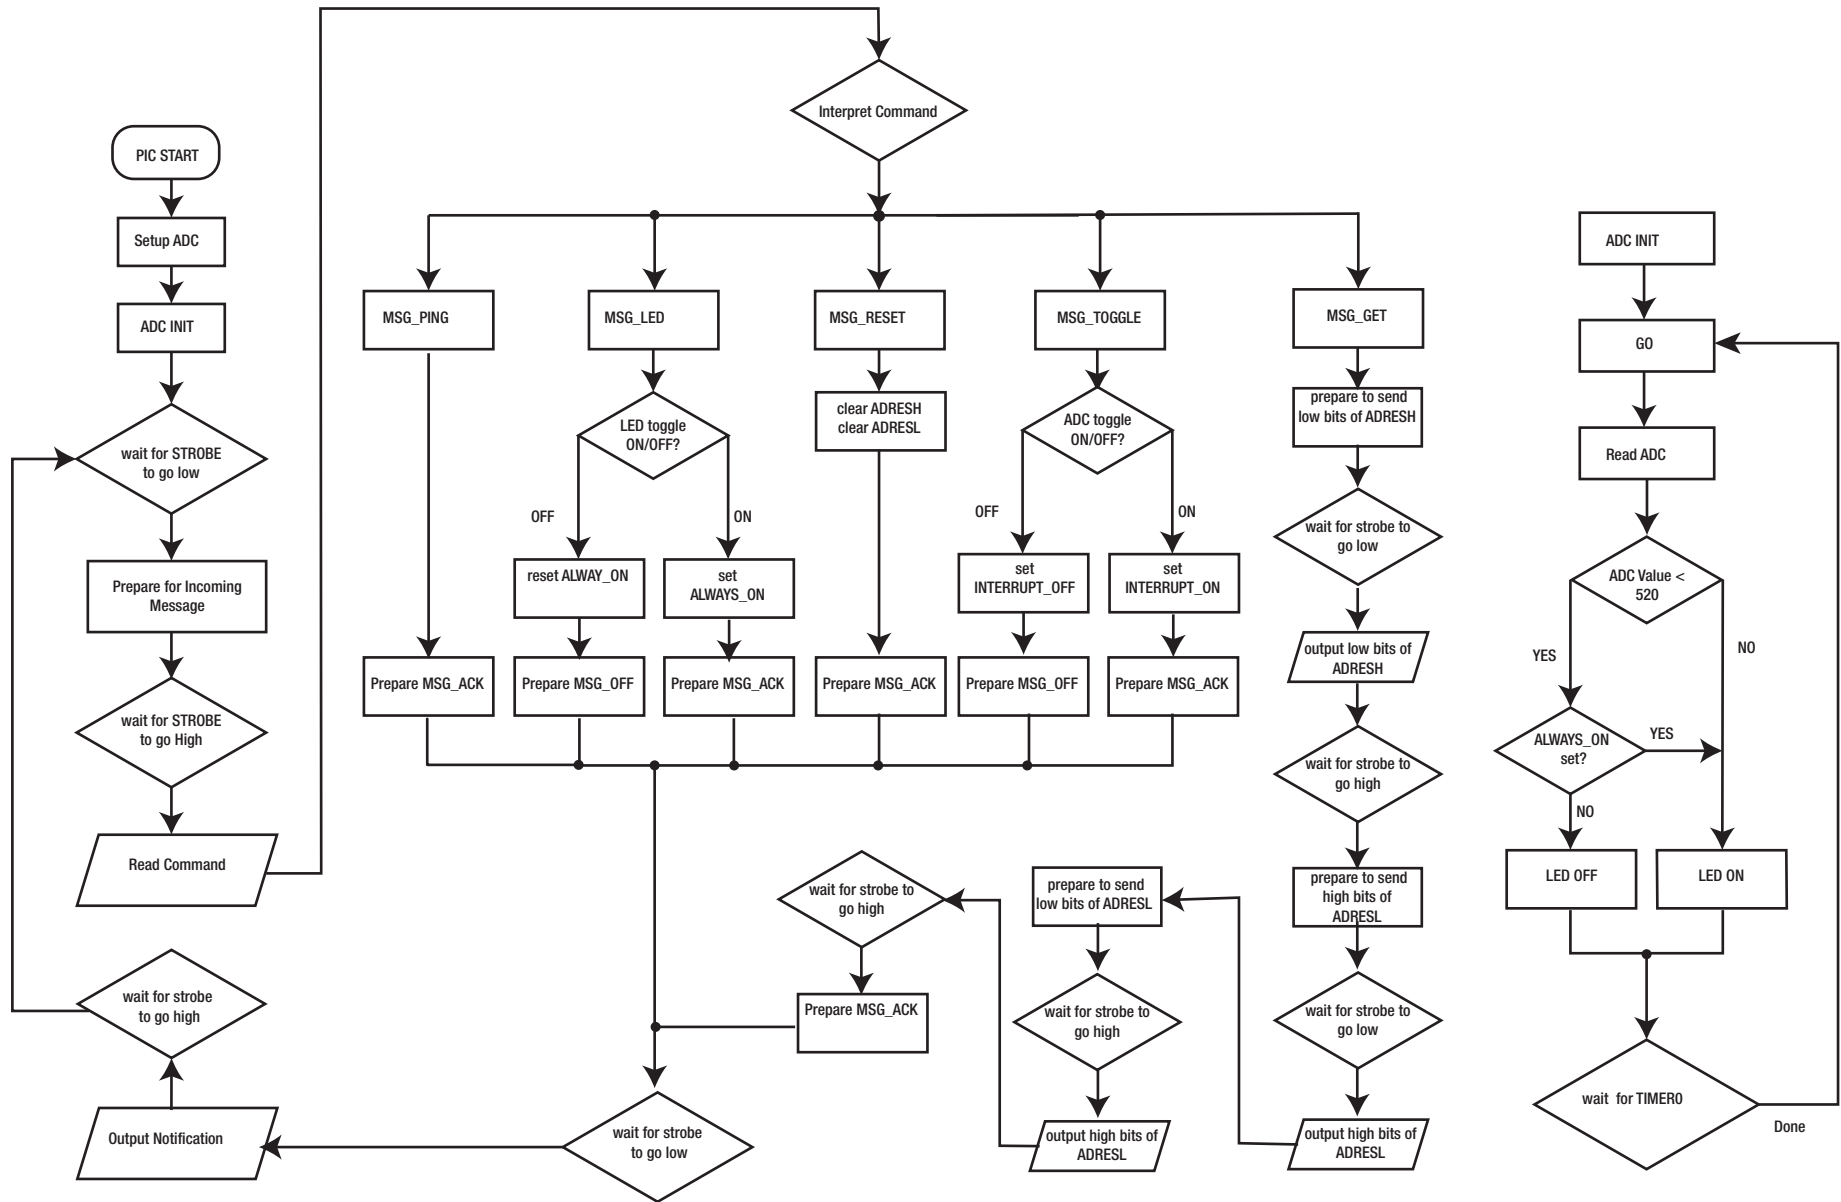 Interpret Command
PIC START
Setup ADC
ADC INIT
wait for STROBE
to go low
Prepare for Incoming
Message
wait for STROBE
to go High
Read Command
wait for strobe
to go high
Output Notification
MSG_PING
Prepare MSG_ACK
MSG_LED
LED toggle
ON/OFF?
OFF
ON
reset ALWAY_ON
set
ALWAYS_ON
Prepare MSG_OFF
Prepare MSG_ACK
MSG_RESET
clear ADRESH
clear ADRESL
Prepare MSG_ACK
MSG_TOGGLE
ADC toggle
ON/OFF?
OFF
ON
set
INTERRUPT_OFF
set
INTERRUPT_ON
Prepare MSG_OFF
Prepare MSG_ACK
MSG_GET
prepare to send
low bits of ADRESH
wait for strobe to
go low
output low bits of
ADRESH
wait for strobe to
go high
prepare to send
high bits of
ADRESL
wait for strobe to
go low
output high bits of
ADRESL
prepare to send
low bits of ADRESL
wait for strobe to
go high
output high bits of
ADRESL
wait for strobe to
go high
Prepare MSG_ACK
wait for strobe
to go low
ADC INIT
GO
Read ADC
ADC Value <
520
YES
NO
ALWAYS_ON
set?
YES
NO
LED OFF
LED ON
wait for TIMER0
Done